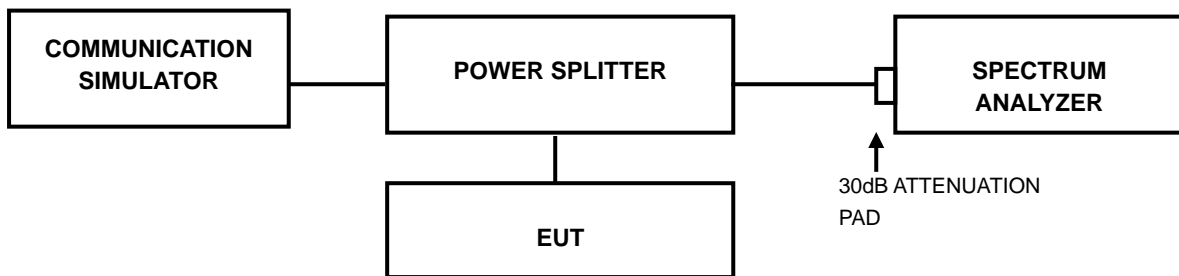 COMMUNICATION
SIMULATOR
POWER SPLITTER
SPECTRUM
ANALYZER
30dB ATTENUATION
PAD
EUT